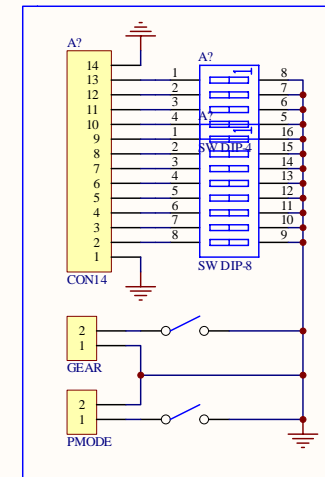 A? A?
14
13 1 1 8
12 2 7
11 3 6
A?
10 4 5
9 1 1 16
SW DIP-4
8 2 15
7 3 14
6 4 13
5 5 12
4 6 11
3 7 10
2 8 9
1
CON14 SW DIP-8
2
1
GEAR
2
1
PMODE